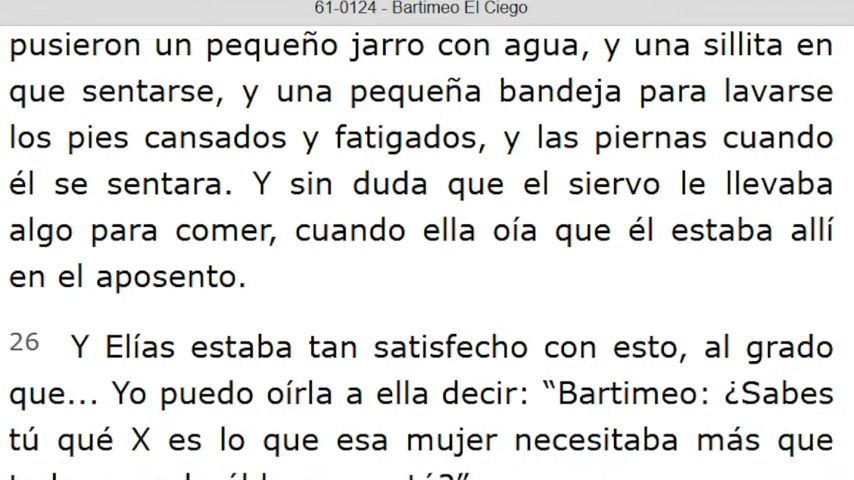 61-0124 - Bartimeo El Ciego
pusieron un pequeño jarro con agua, y una sillita en
que sentarse, y una pequeña bandeja para lavarse
los pies cansados y fatigados, y las piernas cuando
él se sentara. Y sin duda que el siervo le llevaba
algo para comer, cuando ella oía que él estaba allí
en el aposento.
26 Y Elías estaba tan satisfecho con esto, al grado
que... Yo puedo oírla a ella decir: “Bartimeo: ¿Sabes
tú qué X es lo que esa mujer necesitaba más que